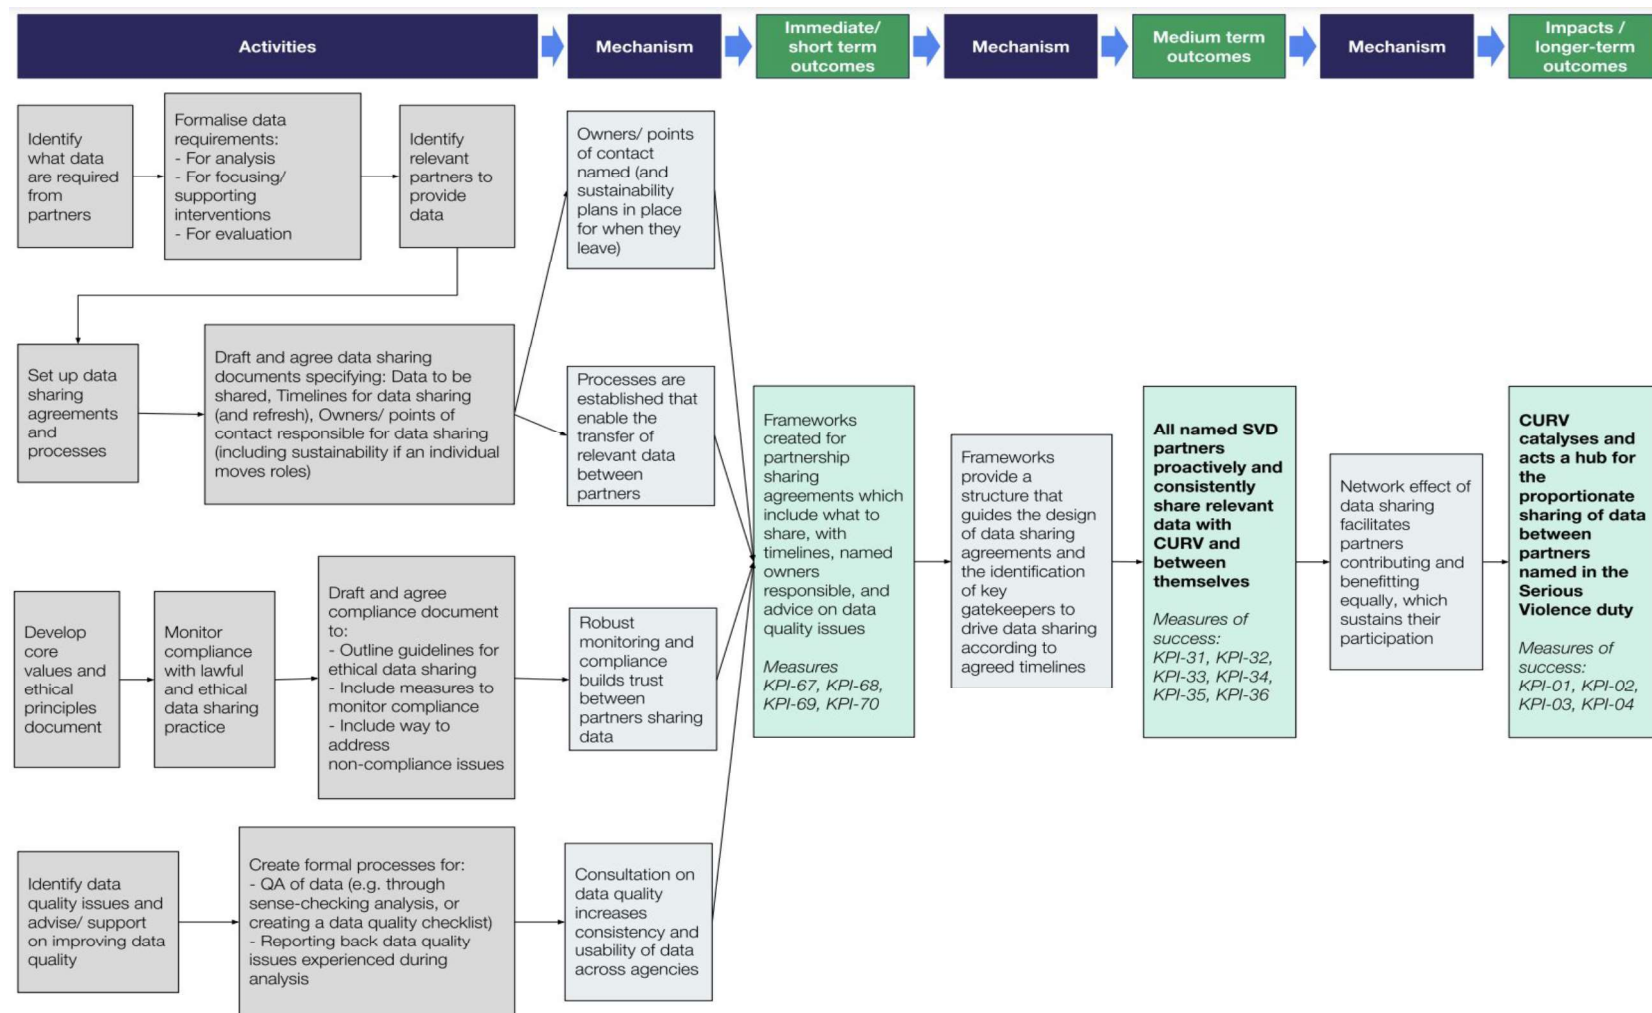 Activities
Mechanism
Immediate/
short term
outcomes
Mechanism
Medium term
outcomes
Mechanism
Impacts /
longer-term
outcomes
Identify
what data
are required
from
partners
Formalise data
requirements:
- For analysis
- For focusing/
supporting
interventions
- For evaluation
Identify
relevant
partners to
provide
data
Owners/ points
of contact
named (and
sustainability
plans in place
for when they
leave)
Set up data
sharing
agreements
and
processes
Draft and agree data sharing
documents specifying: Data to be
shared, Timelines for data sharing
(and refresh), Owners/ points of
contact responsible for data sharing
(including sustainability if an individual
moves roles)
Processes are
established that
enable the
transfer of
relevant data
between
partners
Develop
core
values and
ethical
principles
document
Monitor
compliance
with lawful
and ethical
data sharing
practice
Draft and agree
compliance document
to:
- Outline guidelines for
ethical data sharing
- Include measures to
monitor compliance
- Include way to
address
non-compliance issues
Robust
monitoring and
compliance
builds trust
between
partners sharing
data
Identify data
quality issues and
advise/ support
on improving data
quality
Create formal processes for:
- QA of data (e.g. through
sense-checking analysis, or
creating a data quality checklist)
- Reporting back data quality
issues experienced during
analysis
Consultation on
data quality
increases
consistency and
usability of data
across agencies
Frameworks
created for
partnership
sharing
agreements which
include what to
share, with
timelines, named
owners
responsible, and
advice on data
quality issues
Measures
KPI-67, KPI-68,
KPI-69, KPI-70
Frameworks
provide a
structure that
guides the design
of data sharing
agreements and
the identification
of key
gatekeepers to
drive data sharing
according to
agreed timelines
All named SVD
partners
proactively and
consistently
share relevant
data with
CURV and
between
themselves
Measures of
success:
KPI-31, KPI-32,
KPI-33, KPI-34,
KPI-35, KPI-36
Network effect of
data sharing
facilitates
partners
contributing and
benefitting
equally, which
sustains their
participation
CURV
catalyses and
acts a hub for
the
proportionate
sharing of data
between
partners
named in the
Serious
Violence duty
Measures of
success:
KPI-01, KPI-02,
KPI-03, KPI-04